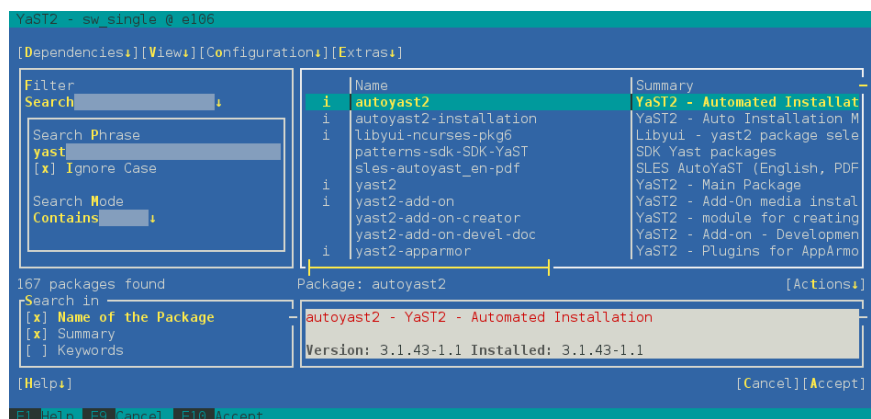 YaST2 - sw_single @ e106
[Dependencies↓][View↓][Configuration↓][Extras↓]
Filter
Search ↓
Search Phrase
yast
[x] Ignore Case
Search Mode
Contains ↓
Name Summary
i autoyast2 YaST2 - Automated Installat
i autoyast2-installation YaST2 - Auto Installation M
i libyui-ncurses-pkg6 Libyui - yast2 package sele
patterns-sdk-SDK-YaST SDK Yast packages
sles-autoyast_en-pdf SLES AutoYaST (English, PDF
i yast2 YaST2 - Main Package
i yast2-add-on YaST2 - Add-On media instal
yast2-add-on-creator YaST2 - module for creating
yast2-add-on-devel-doc YaST2 - Add-on - Developmen
i yast2-apparmor YaST2 - Plugins for AppArmo
167 packages found
Package: autoyast2 [Actions↓]
Search in
[x] Name of the Package
[x] Summary
[ ] Keywords
autoyast2 - YaST2 - Automated Installation
Version: 3.1.43-1.1 Installed: 3.1.43-1.1
[Help↓] [Cancel][Accept]
F1 Help F9 Cancel F10 Accept